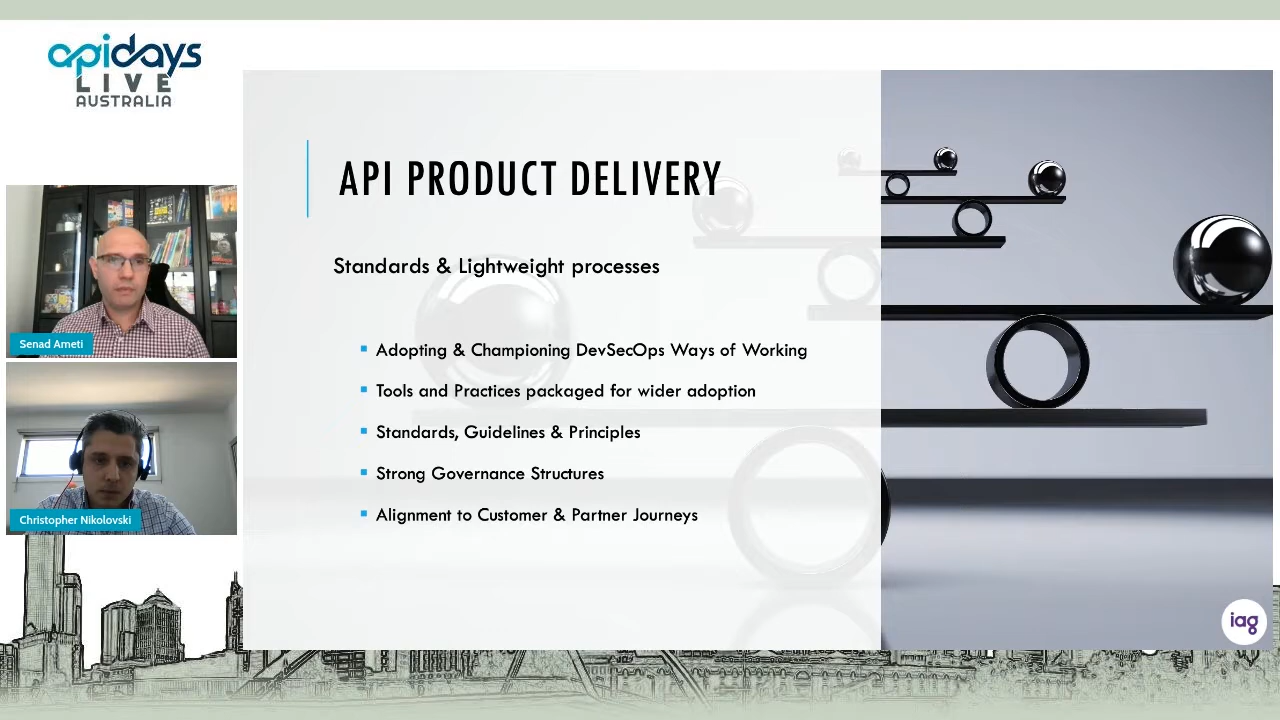 apidays
LIVE
AUSTRALIA
API PRODUCT DELIVERY
Standards & Lightweight processes
Adopting & Championing DevSecOps Ways of Working
Tools and Practices packaged for wider adoption
Standards, Guidelines & Principles
Strong Governance Structures
Alignment to Customer & Partner Journeys
Senad Ameti
Christopher Nikolovski
iag